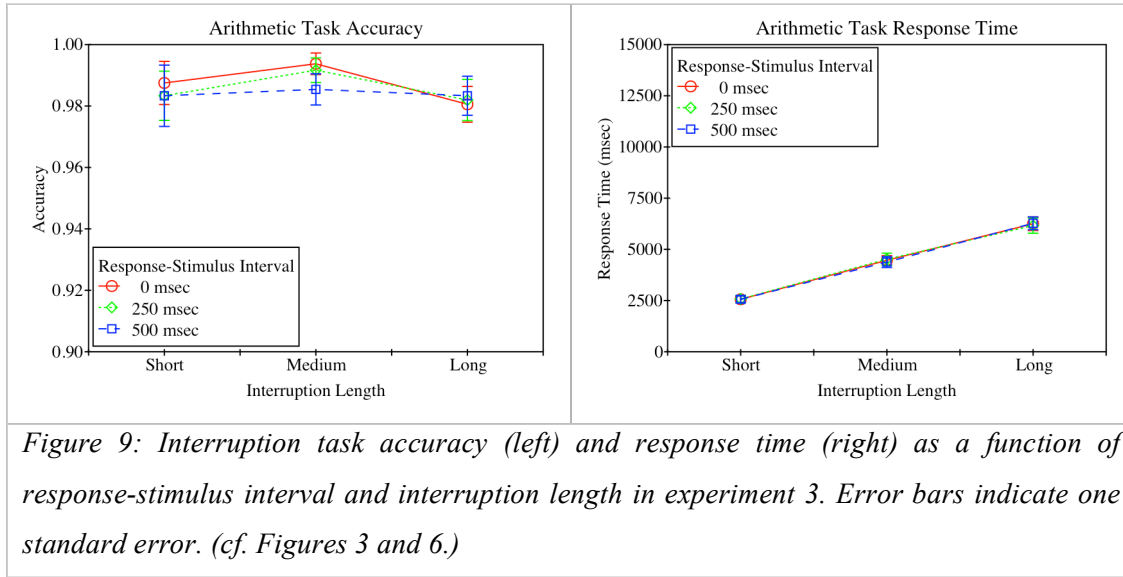 Arithmetic Task Accuracy
1.00
0.98
0.96
0.94
0.92
0.90
Accuracy
Response-Stimulus Interval
0 msec
250 msec
500 msec
Short
Medium
Long
Interruption Length
Arithmetic Task Response Time
15000
12500
10000
7500
5000
2500
0
Response Time (msec)
Response-Stimulus Interval
0 msec
250 msec
500 msec
Short
Medium
Long
Interruption Length
Figure 9: Interruption task accuracy (left) and response time (right) as a function of
response-stimulus interval and interruption length in experiment 3. Error bars indicate one
standard error. (cf. Figures 3 and 6.)